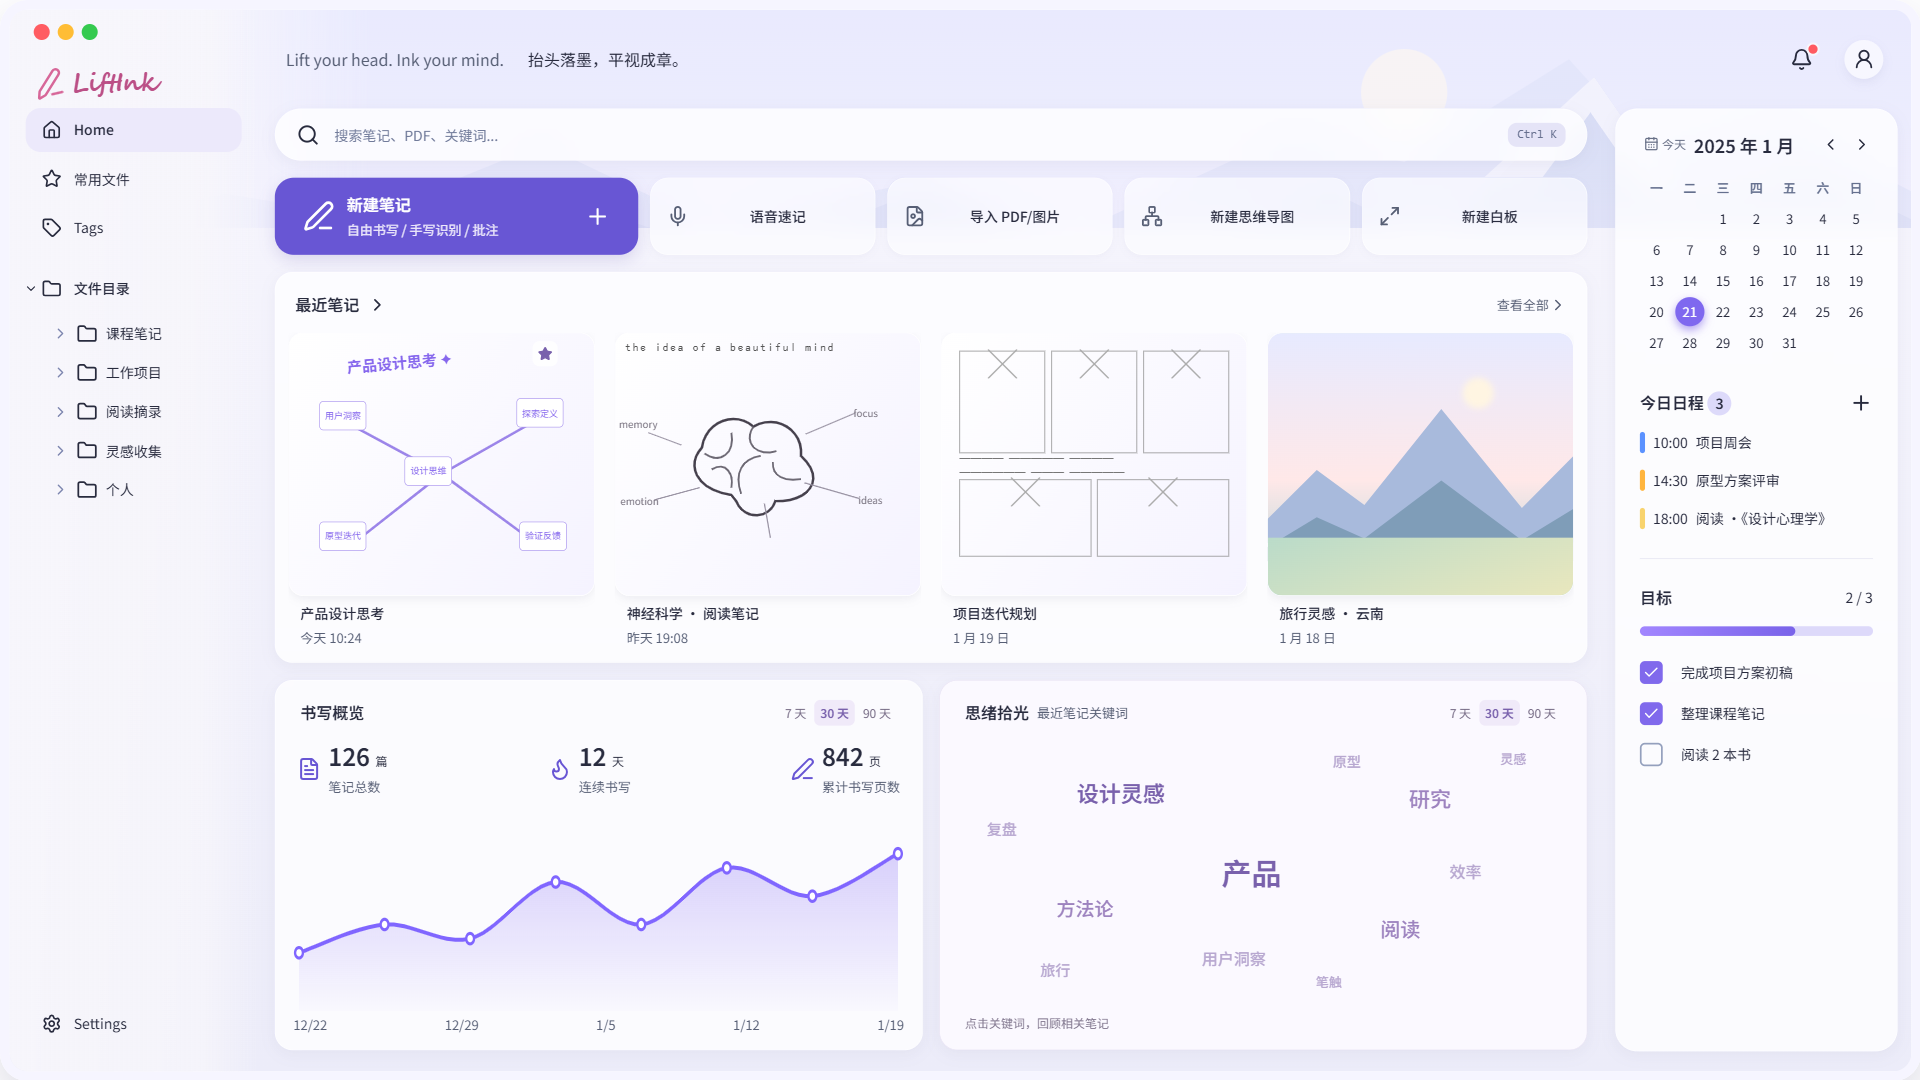 LiftInk
Home
常用文件
Tags
文件目录
课程笔记
工作项目
阅读摘录
灵感收集
个人
Settings
Lift your head. Ink your mind. 抬头落墨，平视成章。
搜索笔记、PDF、关键词... Ctrl K
新建笔记
自由书写 / 手写识别 / 批注
语音速记
导入 PDF/图片
新建思维导图
新建白板
最近笔记
查看全部
产品设计思考 ✦
用户洞察
探索定义
设计思维
原型迭代
验证反馈
产品设计思考
今天 10:24
the idea of a beautiful mind
memory
focus
emotion
ideas
神经科学 · 阅读笔记
昨天 19:08
项目迭代规划
1 月 19 日
旅行灵感 · 云南
1 月 18 日
书写概览
7 天 30 天 90 天
126 篇
笔记总数
12 天
连续书写
842 页
累计书写页数
12/22 12/29 1/5 1/12 1/19
思绪拾光 最近笔记关键词
7 天 30 天 90 天
原型
灵感
设计灵感
研究
复盘
产品
效率
方法论
阅读
用户洞察
旅行
笔触
点击关键词，回顾相关笔记
今天 2025 年 1 月
一 二 三 四 五 六 日
1 2 3 4 5
6 7 8 9 10 11 12
13 14 15 16 17 18 19
20 21 22 23 24 25 26
27 28 29 30 31
今日日程 3
10:00 项目周会
14:30 原型方案评审
18:00 阅读 ·《设计心理学》
目标 2 / 3
完成项目方案初稿
整理课程笔记
阅读 2 本书